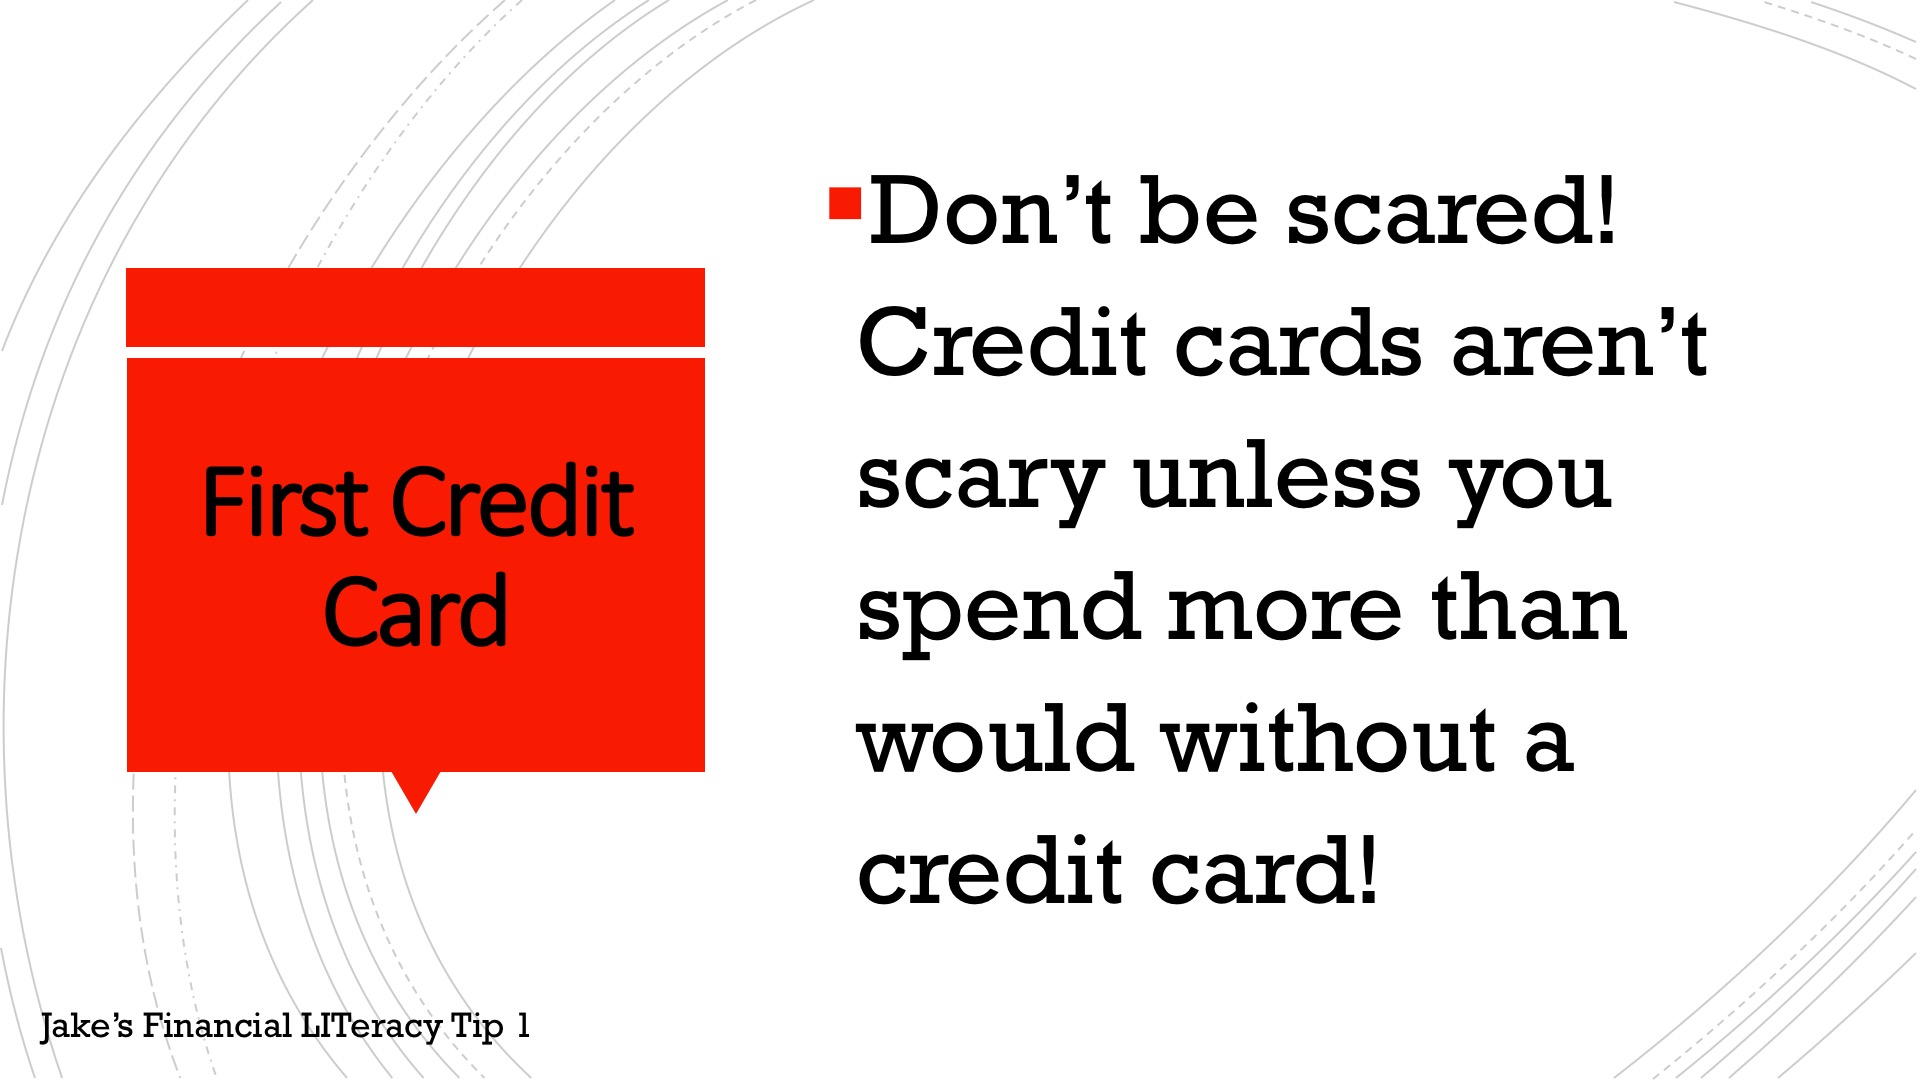 First Credit
Card
Don’t be scared!
Credit cards aren’t
scary unless you
spend more than
would without a
credit card!
Jake’s Financial LITeracy Tip 1